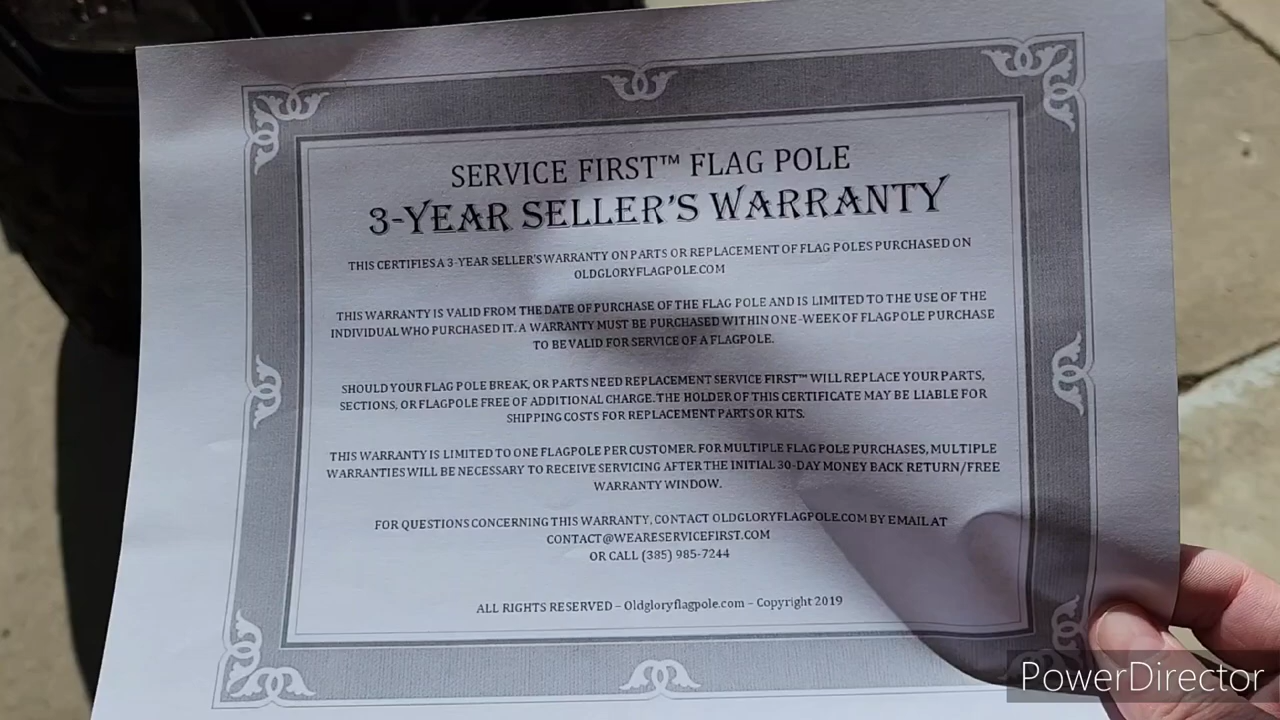 SERVICE FIRST™ FLAG POLE
3-YEAR SELLER'S WARRANTY
THIS CERTIFIES A 3-YEAR SELLER'S WARRANTY ON PARTS OR REPLACEMENT OF FLAG POLES PURCHASED ON
OLDGLORYFLAGPOLE.COM
THIS WARRANTY IS VALID FROM THE DATE OF PURCHASE OF THE FLAG POLE AND IS LIMITED TO THE USE OF THE
INDIVIDUAL WHO PURCHASED IT. A WARRANTY MUST BE PURCHASED WITHIN ONE-WEEK OF FLAGPOLE PURCHASE
TO BE VALID FOR SERVICE OF A FLAGPOLE.
SHOULD YOUR FLAG POLE BREAK, OR PARTS NEED REPLACEMENT SERVICE FIRST™ WILL REPLACE YOUR PARTS,
SECTIONS, OR FLAGPOLE FREE OF ADDITIONAL CHARGE. THE HOLDER OF THIS CERTIFICATE MAY BE LIABLE FOR
SHIPPING COSTS FOR REPLACEMENT PARTS OR KITS.
THIS WARRANTY IS LIMITED TO ONE FLAGPOLE PER CUSTOMER. FOR MULTIPLE FLAG POLE PURCHASES, MULTIPLE
WARRANTIES WILL BE NECESSARY TO RECEIVE SERVICING AFTER THE INITIAL 30-DAY MONEY BACK RETURN/FREE
WARRANTY WINDOW.
FOR QUESTIONS CONCERNING THIS WARRANTY, CONTACT OLDGLORYFLAGPOLE.COM BY EMAIL AT
CONTACT@WEARESERVICEFIRST.COM
OR CALL (385) 985-7244
ALL RIGHTS RESERVED – Oldgloryflagpole.com – Copyright 2019
PowerDirector